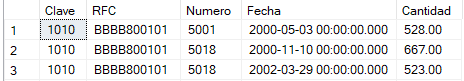 Clave RFC Numero Fecha Cantidad
1 1010 BBBB800101 5001 2000-05-03 00:00:00.000 528.00
2 1010 BBBB800101 5018 2000-11-10 00:00:00.000 667.00
3 1010 BBBB800101 5018 2002-03-29 00:00:00.000 523.00